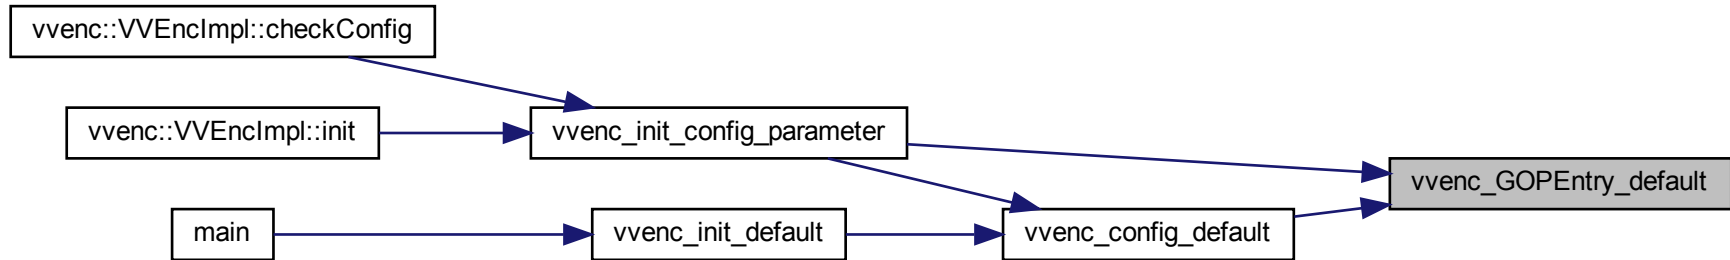 vvenc::VVEncImpl::checkConfig
vvenc::VVEncImpl::init
vvenc_init_config_parameter
vvenc_GOPEntry_default
main
vvenc_init_default
vvenc_config_default